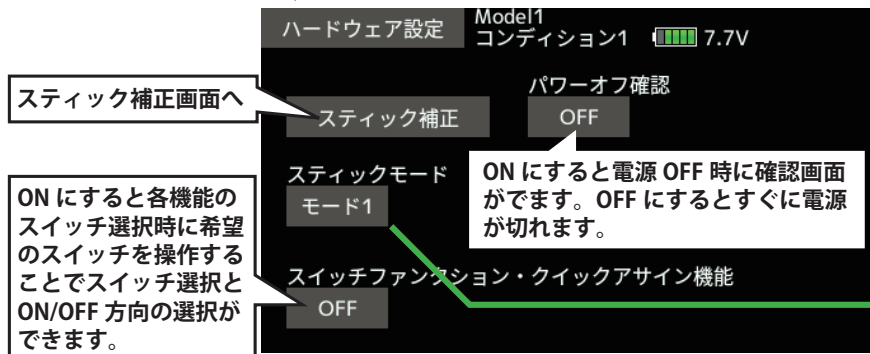 ハードウェア設定
Model1
コンディション1 7.7V
スティック補正画面へ
パワーオフ確認
スティック補正
OFF
ON にすると電源 OFF 時に確認画面
がでます。OFF にするとすぐに電源
が切れます。
スティックモード
モード1
ON にすると各機能の
スイッチ選択時に希望
のスイッチを操作する
ことでスイッチ選択と
ON/OFF 方向の選択が
できます。
スイッチファンクション・クイックアサイン機能
OFF